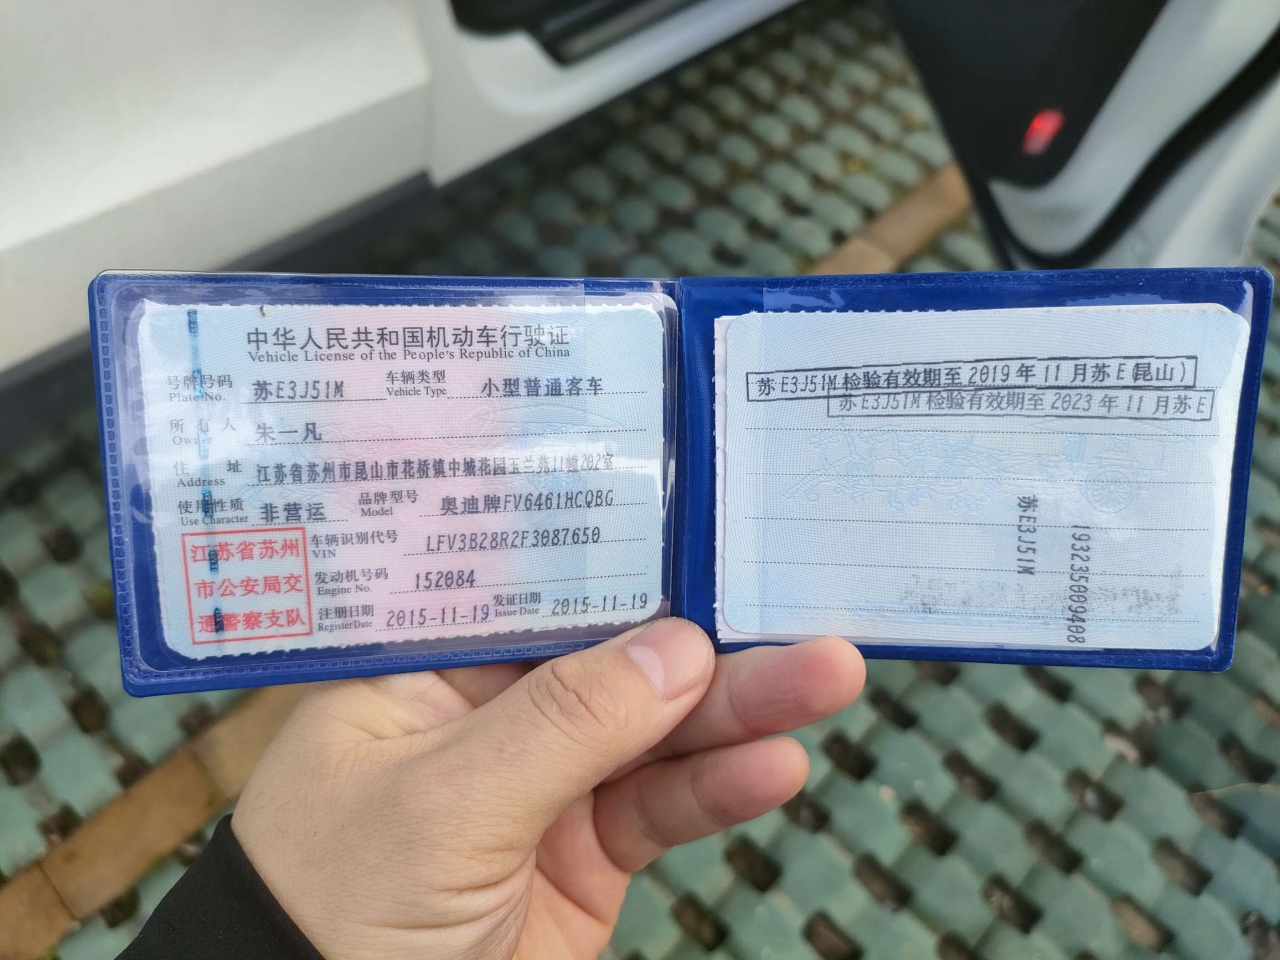 中华人民共和国机动车行驶证
Vehicle License of the People's Republic of China
号牌号码 苏E3J51M 车辆类型 小型普通客车
Plate No. Vehicle Type
所有人 朱一凡
Owner
住址 江苏省苏州市昆山市花桥镇中城花园玉兰苑11幢202室
Address
使用性质 非营运 品牌型号 奥迪牌FV6461HCQBG
Use Character Model
车辆识别代号 LFV3B28R2F3087650
VIN
发动机号码 152084
Engine No.
注册日期 2015-11-19 发证日期 2015-11-19
Register Date Issue Date
江苏省苏州
市公安局交
通警察支队
苏E3J51M检验有效期至2019年11月苏E(昆山)
苏E3J51M检验有效期至2023年11月苏E
苏E3J51M
1932350009408